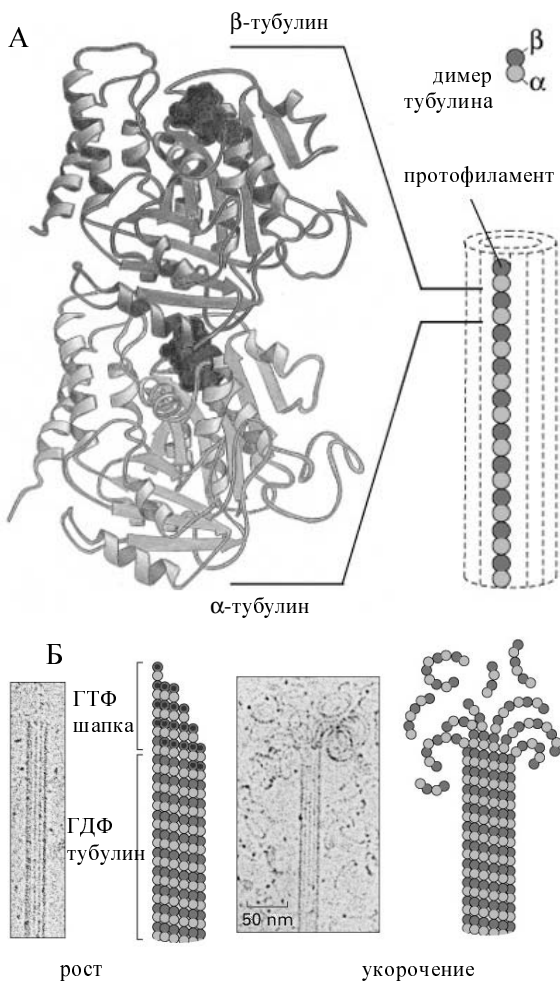 А
β-тубулин
β
α
димер
тубулина
протофиламент
α-тубулин
Б
ГТФ
шапка
ГДФ
тубулин
50 nm
рост
укорочение